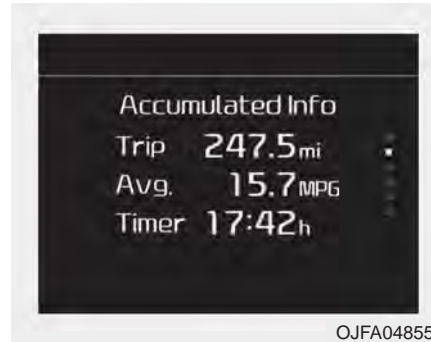 Accumulated Info
Trip 247.5mi
Avg. 15.7MPG
Timer 17:42h
OJFA04855